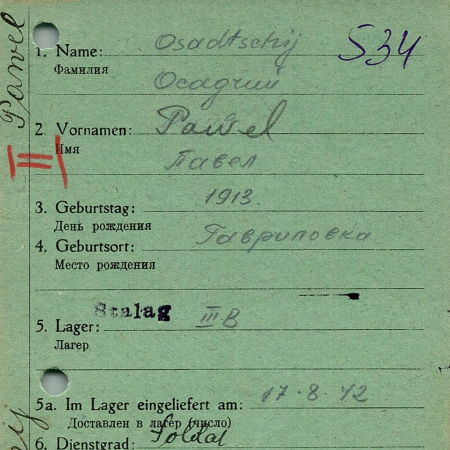 Pawel
534
1. Name: Osadtschij
Фамилия
Осадчий
2. Vornamen: Pawel
Имя
Павел
3. Geburtstag: 1913.
День рождения
4. Geburtsort: Гавриловка
Место рождения
Stalag
5. Lager: III B
Лагерь
5a. Im Lager eingeliefert am: 17.8.42
Доставлен в лагерь (число)
6. Dienstgrad: Soldat